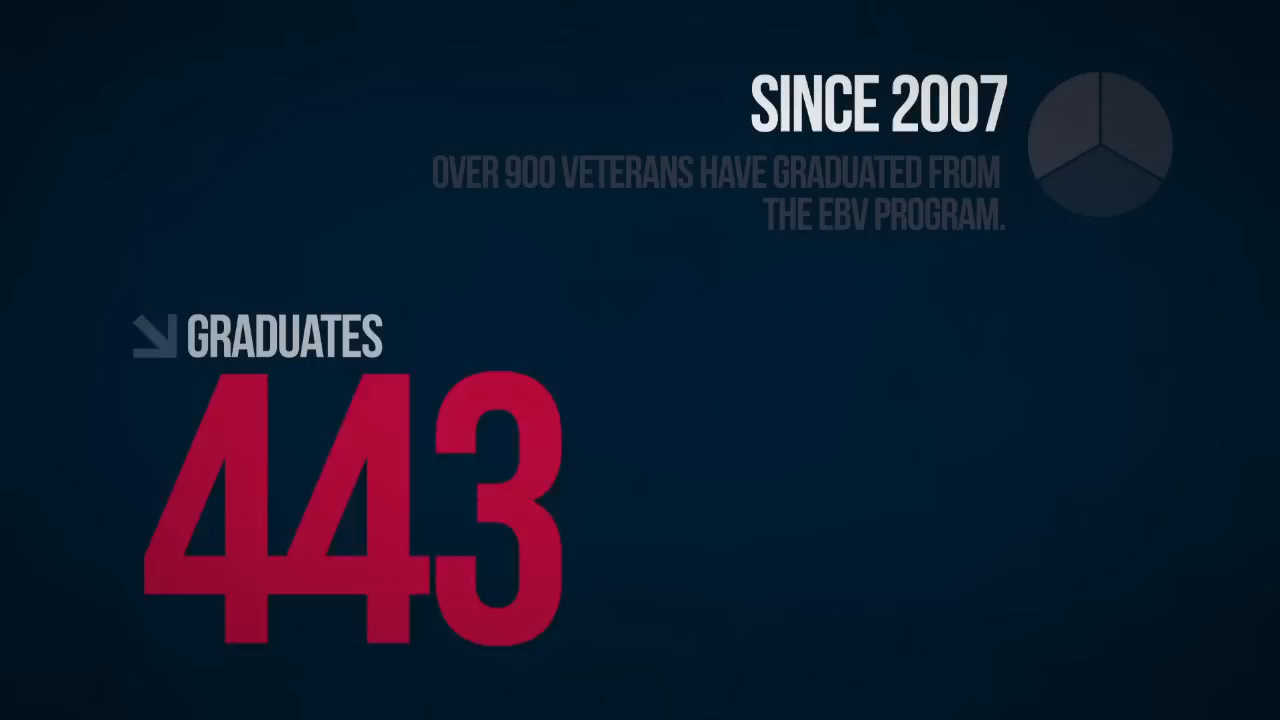 SINCE 2007
OVER 900 VETERANS HAVE GRADUATED FROM
THE EBV PROGRAM.
GRADUATES
443